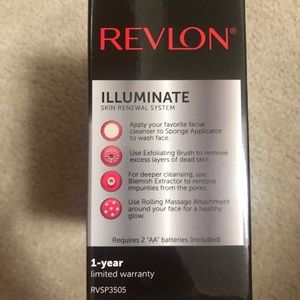 REVLON®
ILLUMINATE
SKIN RENEWAL SYSTEM
Apply your favorite facial
cleanser to Sponge Applicator
to wash face.
Use Exfoliating Brush to remove
excess layers of dead skin.
For deeper cleansing, use
Blemish Extractor to remove
impurities from the pores.
Use Rolling Massage Attachment
around your face for a healthy
glow.
Requires 2 "AA" batteries (included)
1-year
limited warranty
RVSP3505